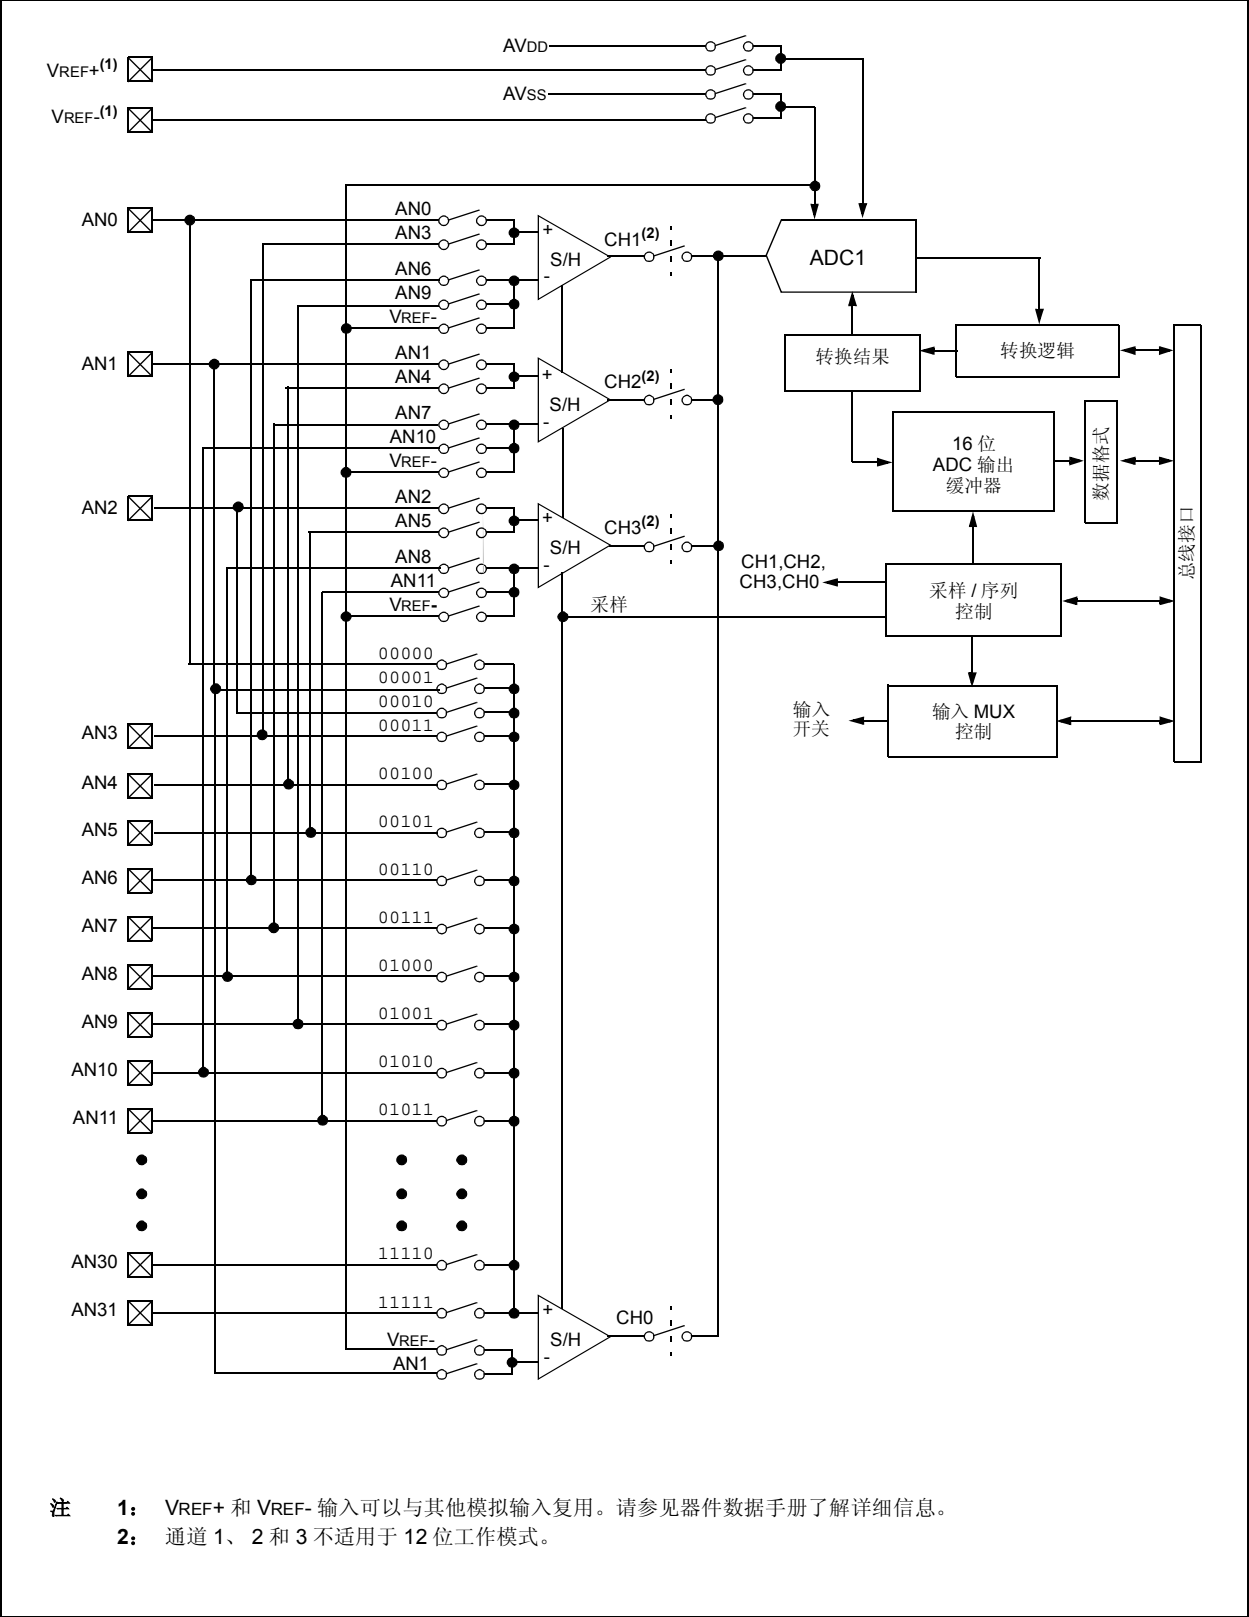 AVDD
VREF+(1)
AVSS
VREF-(1)
AN0
AN0
AN3
AN6
AN9
VREF-
+
S/H
-
CH1(2)
ADC1
AN1
AN1
AN4
AN7
AN10
VREF-
+
S/H
-
CH2(2)
转换结果
转换逻辑
16 位
ADC 输出
缓冲器
数据格式
总线接口
AN2
AN2
AN5
AN8
AN11
VREF-
+
S/H
-
CH3(2)
CH1,CH2,
CH3,CH0
采样 / 序列
控制
采样
输入
开关
输入 MUX
控制
00000
00001
00010
AN3
00011
AN4
00100
AN5
00101
AN6
00110
AN7
00111
AN8
01000
AN9
01001
AN10
01010
AN11
01011
AN30
11110
AN31
11111
VREF-
AN1
+
S/H
-
CH0
注 1： VREF+ 和 VREF- 输入可以与其他模拟输入复用。请参见器件数据手册了解详细信息。
2： 通道 1、 2 和 3 不适用于 12 位工作模式。